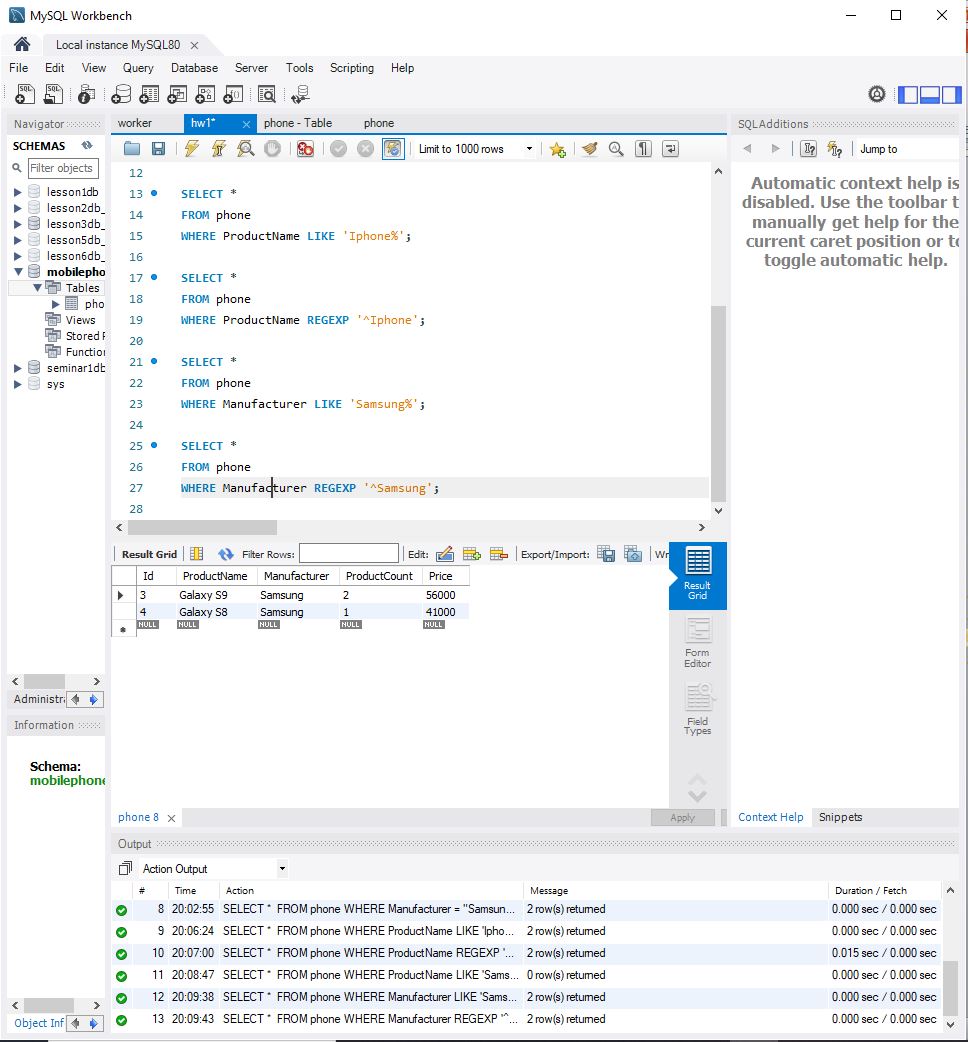 MySQL Workbench
Local instance MySQL80
File Edit View Query Database Server Tools Scripting Help
Navigator
SCHEMAS
Filter objects
lesson1db
lesson2db_
lesson3db_
lesson5db_
lesson6db_
mobilepho
Tables
pho
Views
Stored P
Function
seminar1db
sys
Administra
Information
Schema:
mobilephone
Object Inf
worker hw1* phone - Table phone
Limit to 1000 rows
12
13 SELECT *
14 FROM phone
15 WHERE ProductName LIKE 'Iphone%';
16
17 SELECT *
18 FROM phone
19 WHERE ProductName REGEXP '^Iphone';
20
21 SELECT *
22 FROM phone
23 WHERE Manufacturer LIKE 'Samsung%';
24
25 SELECT *
26 FROM phone
27 WHERE Manufacturer REGEXP '^Samsung';
28
Result Grid Filter Rows: Edit: Export/Import: Wr
Id ProductName Manufacturer ProductCount Price
3 Galaxy S9 Samsung 2 56000
4 Galaxy S8 Samsung 1 41000
NULL NULL NULL NULL NULL
Result
Grid
Form
Editor
Field
Types
phone 8
Apply
SQLAdditions
Jump to
Automatic context help is
disabled. Use the toolbar t
manually get help for the
current caret position or to
toggle automatic help.
Context Help Snippets
Output
Action Output
# Time Action Message Duration / Fetch
8 20:02:55 SELECT * FROM phone WHERE Manufacturer = "Samsun... 2 row(s) returned 0.000 sec / 0.000 sec
9 20:06:24 SELECT * FROM phone WHERE ProductName LIKE 'Ipho... 2 row(s) returned 0.000 sec / 0.000 sec
10 20:07:00 SELECT * FROM phone WHERE ProductName REGEXP '... 2 row(s) returned 0.015 sec / 0.000 sec
11 20:08:47 SELECT * FROM phone WHERE ProductName LIKE 'Sams... 0 row(s) returned 0.000 sec / 0.000 sec
12 20:09:38 SELECT * FROM phone WHERE Manufacturer LIKE 'Sams... 2 row(s) returned 0.000 sec / 0.000 sec
13 20:09:43 SELECT * FROM phone WHERE Manufacturer REGEXP '^... 2 row(s) returned 0.000 sec / 0.000 sec